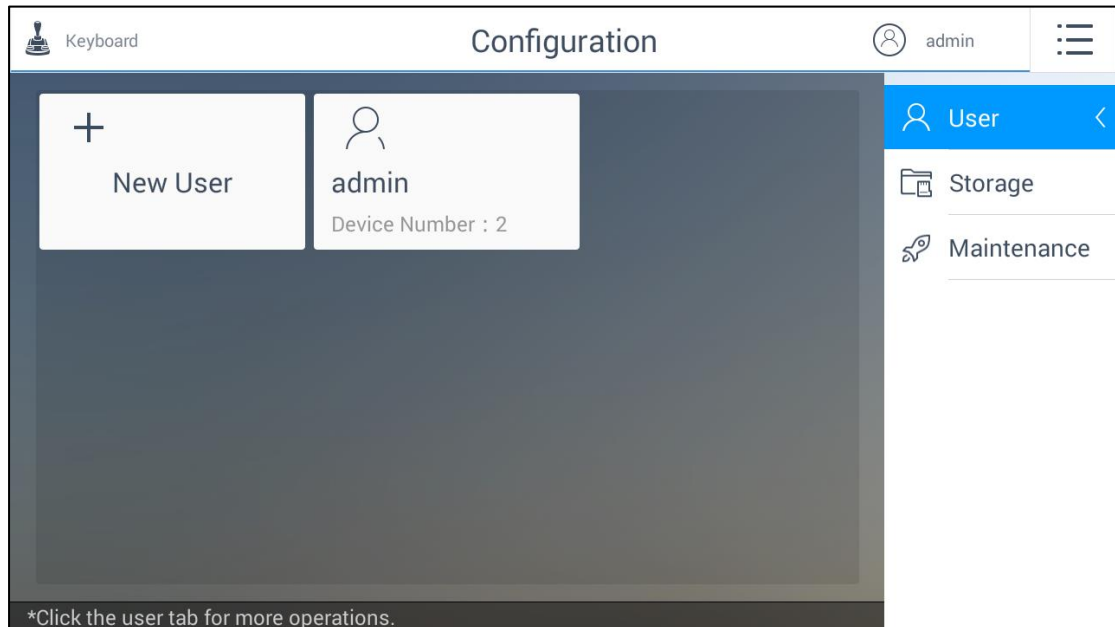 Keyboard
Configuration
admin
New User
admin
Device Number : 2
User
Storage
Maintenance
*Click the user tab for more operations.